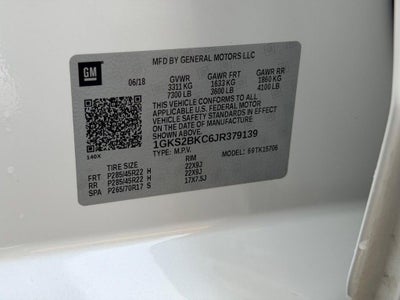 MFD BY GENERAL MOTORS LLC
GM
06/18 GVWR GAWR FRT GAWR RR
3311 KG 1633 KG 1860 KG
7300 LB 3600 LB 4100 LB
THIS VEHICLE CONFORMS TO ALL APPLICABLE
U.S. FEDERAL MOTOR
VEHICLE SAFETY STANDARDS IN EFFECT
ON THE DATE OF MANUFACTURE SHOWN ABOVE.
1GKS2BKC6JR379139
TYPE: M.P.V. MODEL: 69TK15706
140X
TIRE SIZE RIM
FRT P285/45R22 H 22X9J
RR P285/45R22 H 22X9J
SPA P265/70R17 S 17X7.5J